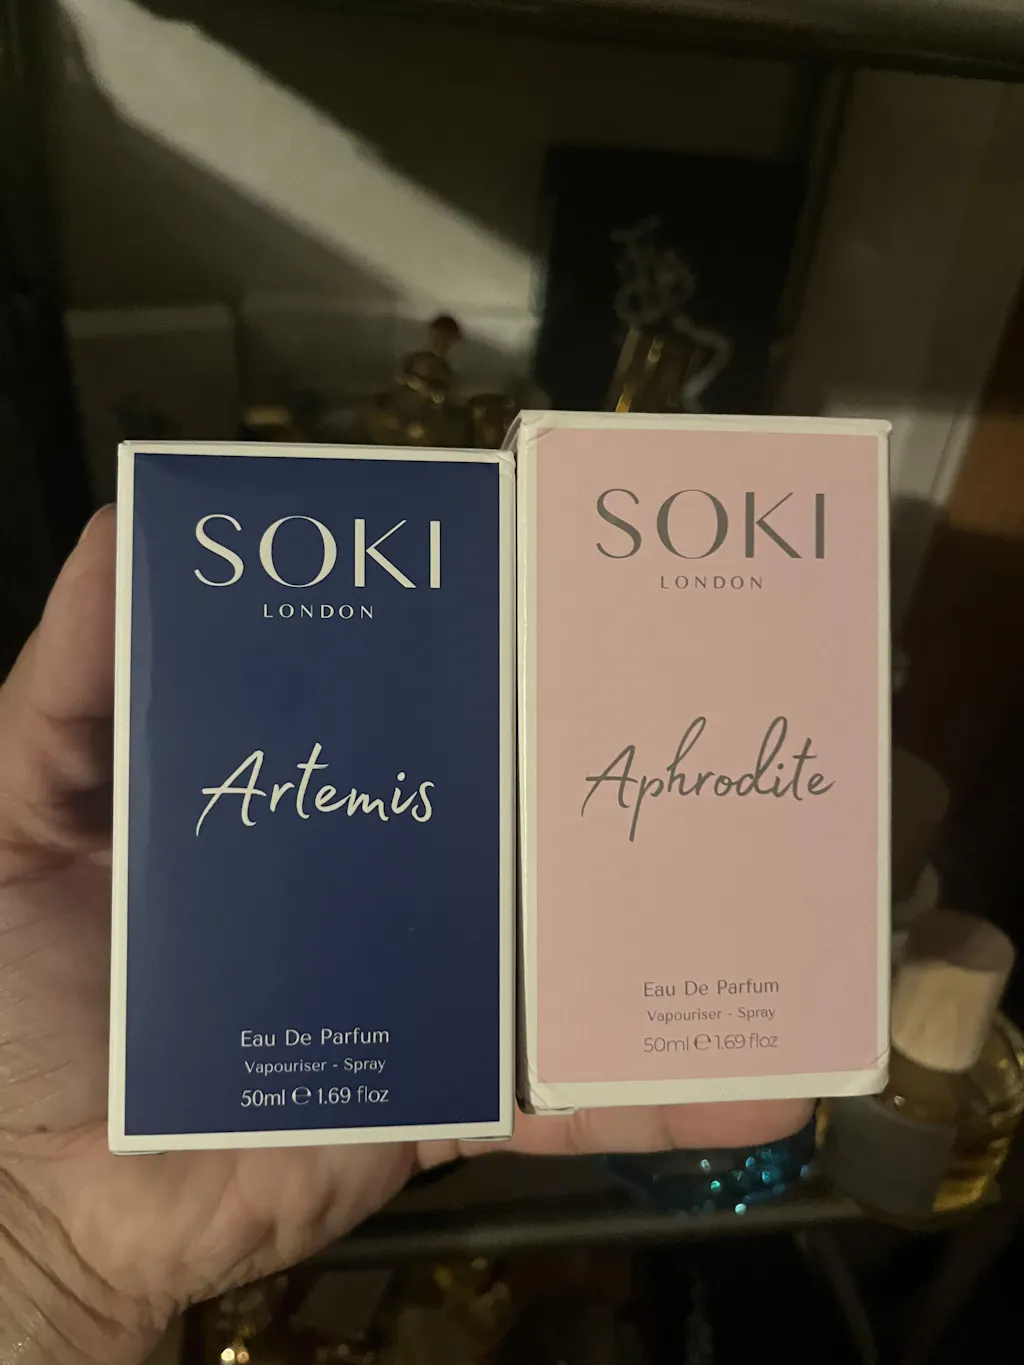 SOKI
LONDON
Artemis
Eau De Parfum
Vapouriser - Spray
50ml ℮ 1.69 floz
SOKI
LONDON
Aphrodite
Eau De Parfum
Vapouriser - Spray
50ml ℮ 1.69 floz